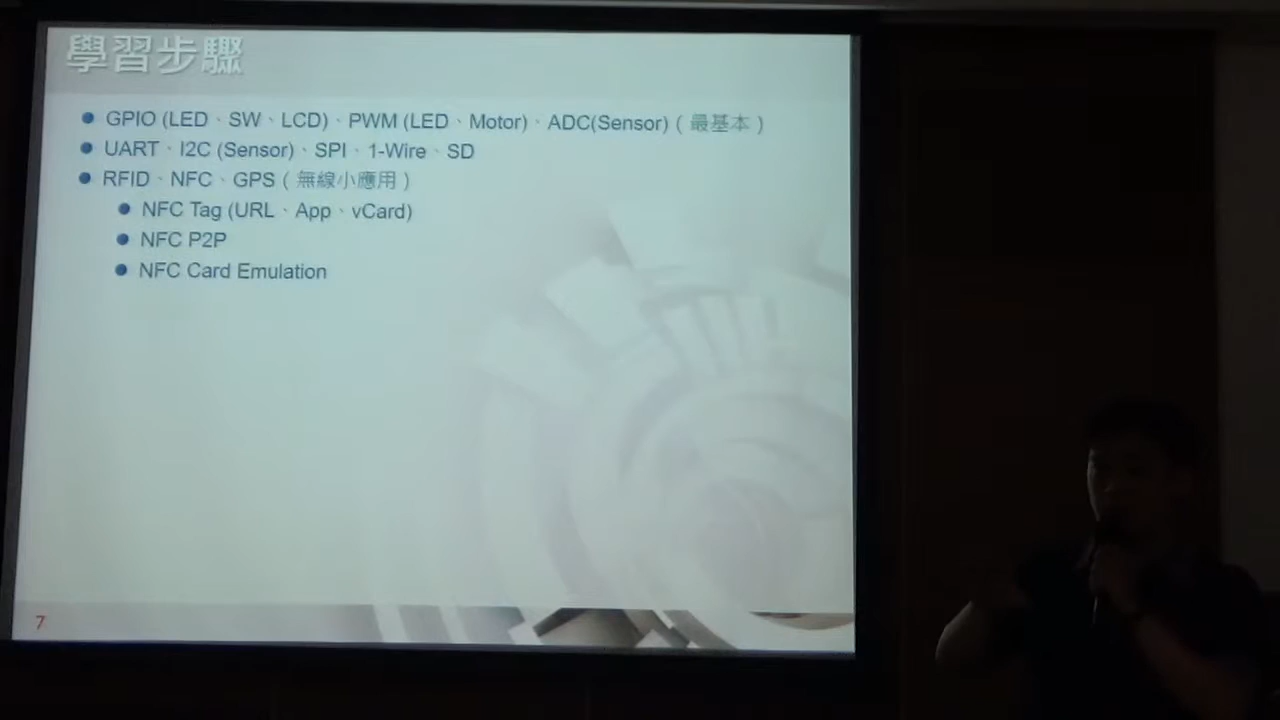 學習步驟
GPIO (LED、SW、LCD)、PWM (LED、Motor)、ADC(Sensor)（最基本）
UART、I2C (Sensor)、SPI、1-Wire、SD
RFID、NFC、GPS（無線小應用）
NFC Tag (URL、App、vCard)
NFC P2P
NFC Card Emulation
7